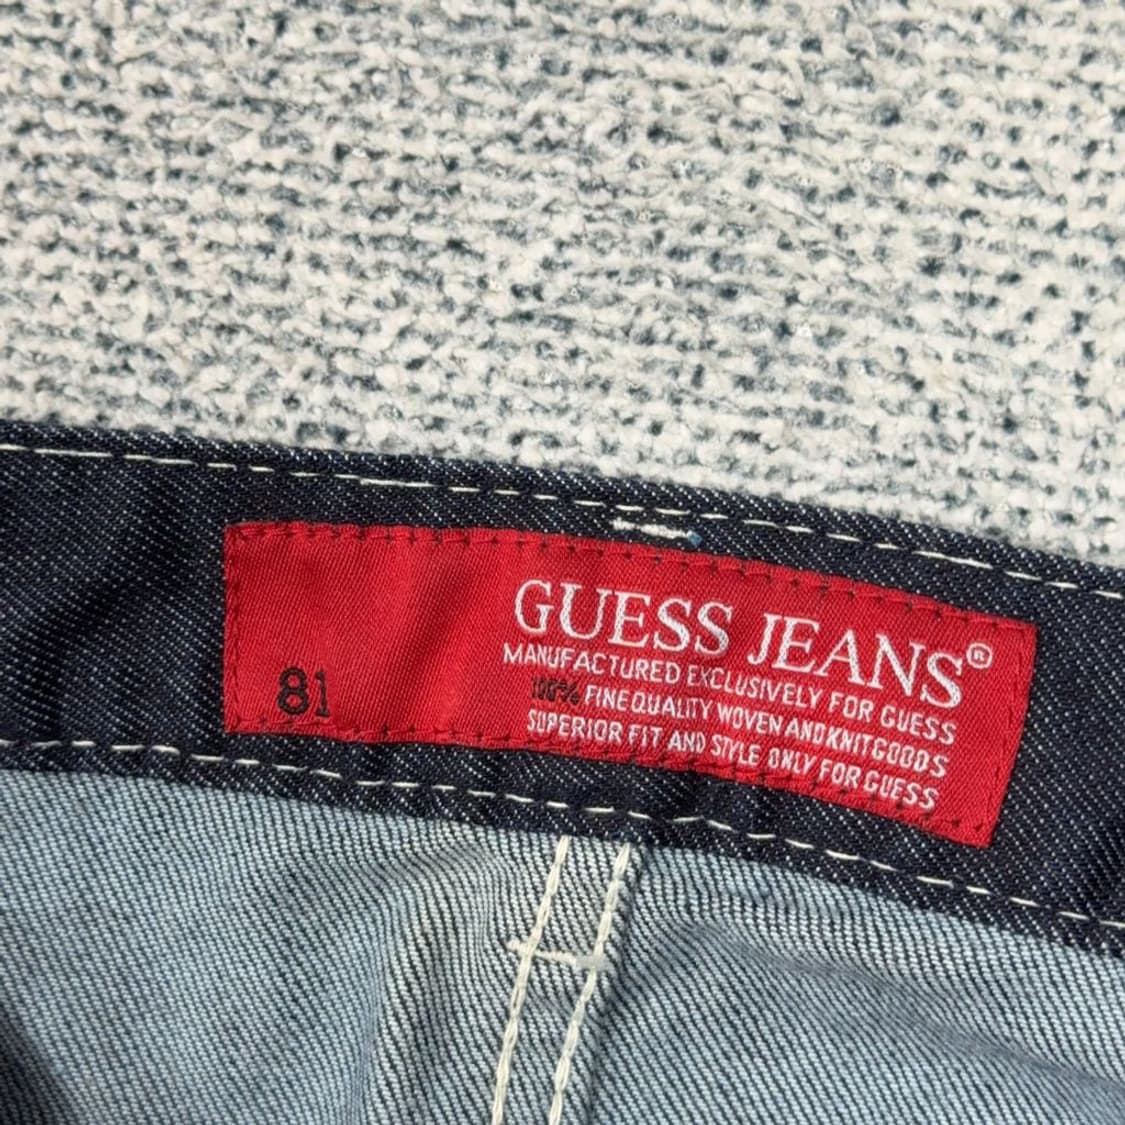 GUESS JEANS®
MANUFACTURED EXCLUSIVELY FOR GUESS
100% FINE QUALITY WOVEN AND KNIT GOODS
SUPERIOR FIT AND STYLE ONLY FOR GUESS
81